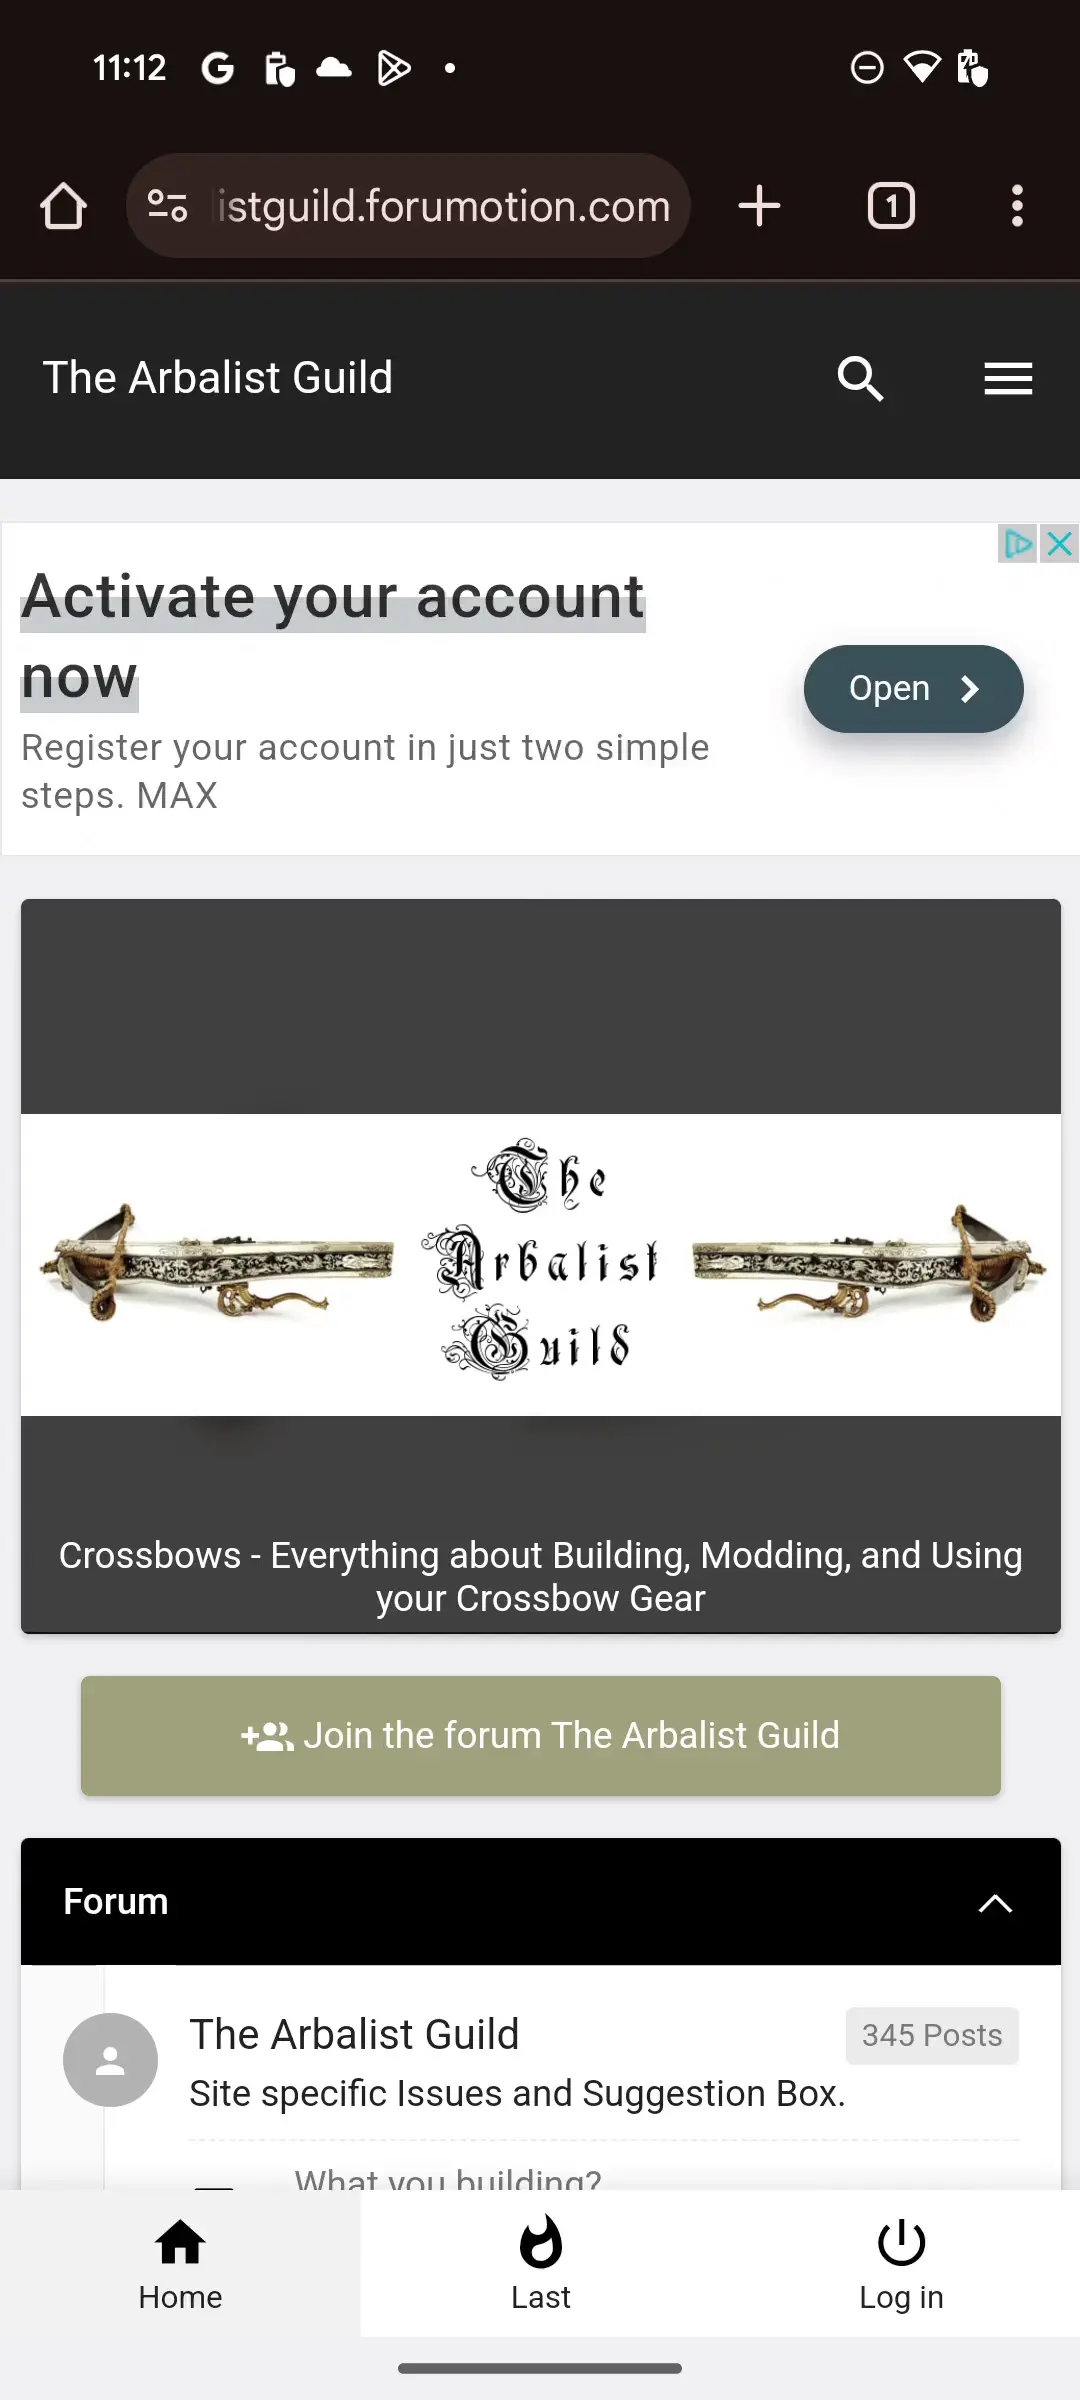 11:12
istguild.forumotion.com
1
The Arbalist Guild
Activate your account
now
Register your account in just two simple
steps. MAX
Open
The
Arbalist
Guild
Crossbows - Everything about Building, Modding, and Using
your Crossbow Gear
Join the forum The Arbalist Guild
Forum
The Arbalist Guild
345 Posts
Site specific Issues and Suggestion Box.
What you building?
Home
Last
Log in